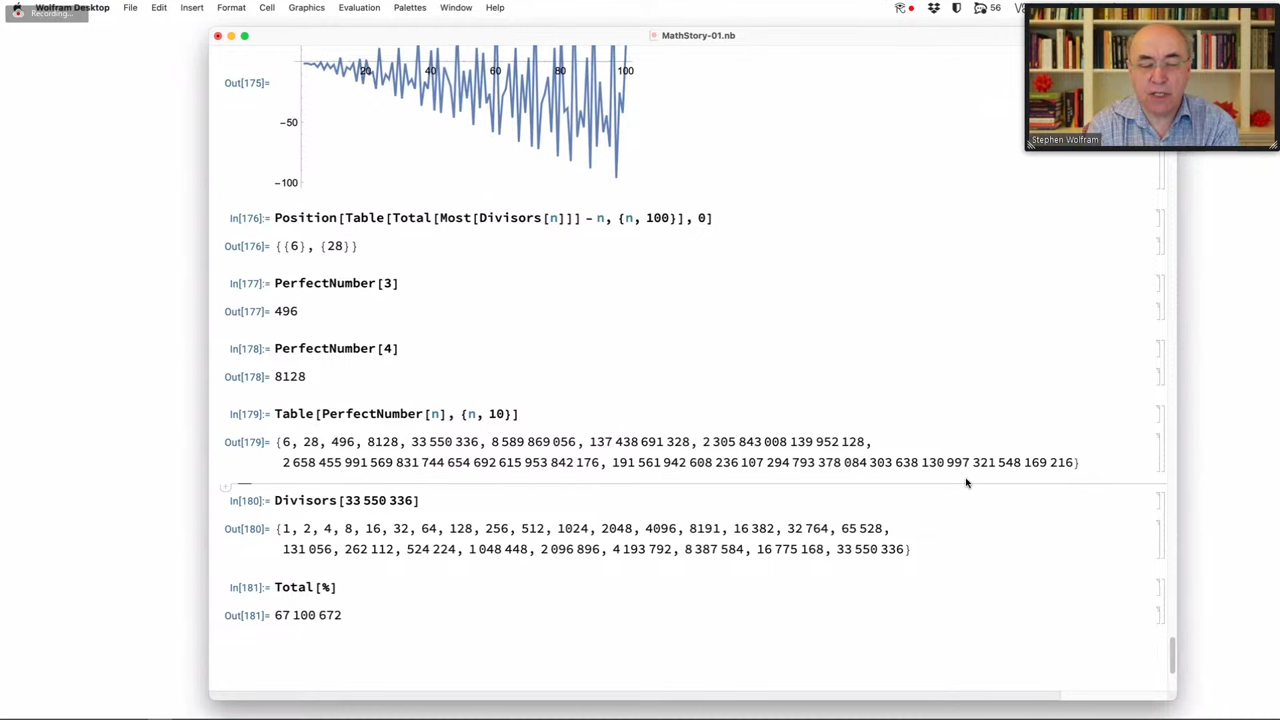 Wolfram Desktop File Edit Insert Format Cell Graphics Evaluation Palettes Window Help 56
Recording...
MathStory-01.nb
Stephen Wolfram
Out[175]=
20 40 60 80 100
-50
-100
In[176]:= Position[Table[Total[Most[Divisors[n]]] - n, {n, 100}], 0]
Out[176]= {{6}, {28}}
In[177]:= PerfectNumber[3]
Out[177]= 496
In[178]:= PerfectNumber[4]
Out[178]= 8128
In[179]:= Table[PerfectNumber[n], {n, 10}]
Out[179]= {6, 28, 496, 8128, 33 550 336, 8 589 869 056, 137 438 691 328, 2 305 843 008 139 952 128,
2 658 455 991 569 831 744 654 692 615 953 842 176, 191 561 942 608 236 107 294 793 378 084 303 638 130 997 321 548 169 216}
In[180]:= Divisors[33 550 336]
Out[180]= {1, 2, 4, 8, 16, 32, 64, 128, 256, 512, 1024, 2048, 4096, 8191, 16 382, 32 764, 65 528,
131 056, 262 112, 524 224, 1 048 448, 2 096 896, 4 193 792, 8 387 584, 16 775 168, 33 550 336}
In[181]:= Total[%]
Out[181]= 67 100 672